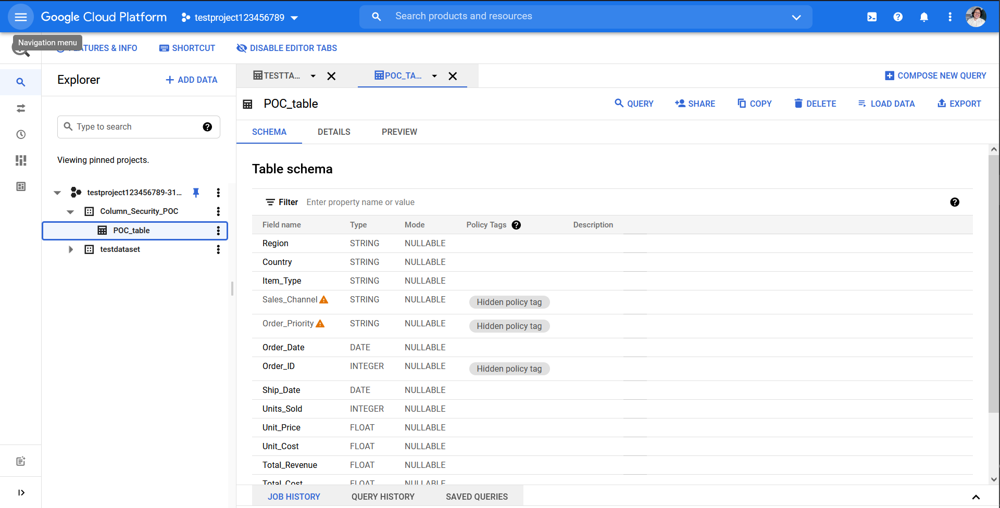 Google Cloud Platform
testproject123456789
Search products and resources
Navigation menu
ATURES & INFO
SHORTCUT
DISABLE EDITOR TABS
Explorer
ADD DATA
TESTTA...
POC_TA...
COMPOSE NEW QUERY
POC_table
QUERY
SHARE
COPY
DELETE
LOAD DATA
EXPORT
Type to search
SCHEMA
DETAILS
PREVIEW
Viewing pinned projects.
testproject123456789-31...
Column_Security_POC
POC_table
testdataset
Table schema
Filter Enter property name or value
Field name Type Mode Policy Tags Description
Region STRING NULLABLE
Country STRING NULLABLE
Item_Type STRING NULLABLE
Sales_Channel STRING NULLABLE Hidden policy tag
Order_Priority STRING NULLABLE Hidden policy tag
Order_Date DATE NULLABLE
Order_ID INTEGER NULLABLE Hidden policy tag
Ship_Date DATE NULLABLE
Units_Sold INTEGER NULLABLE
Unit_Price FLOAT NULLABLE
Unit_Cost FLOAT NULLABLE
Total_Revenue FLOAT NULLABLE
Total_Cost FLOAT NULLABLE
JOB HISTORY
QUERY HISTORY
SAVED QUERIES